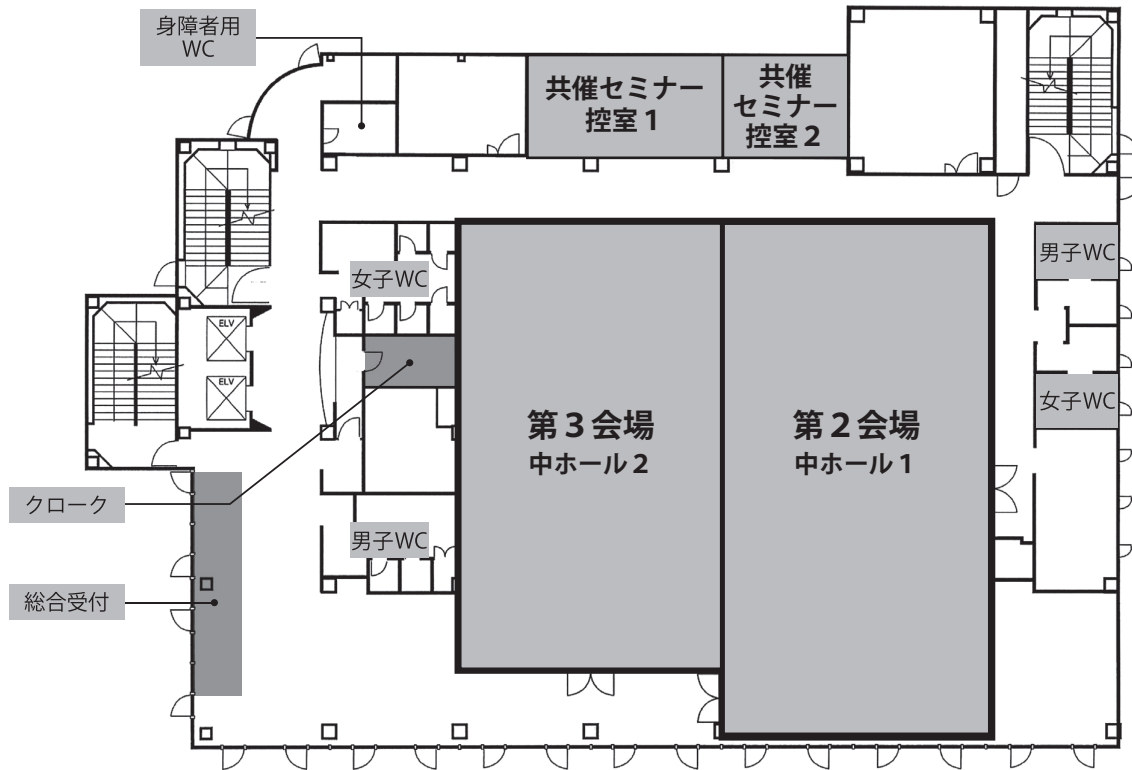 身障者用
WC
共催セミナー
控室 1
共催
セミナー
控室 2
女子WC
男子WC
ELV
ELV
女子WC
第 3 会場
中ホール 2
第 2 会場
中ホール 1
クローク
男子WC
総合受付